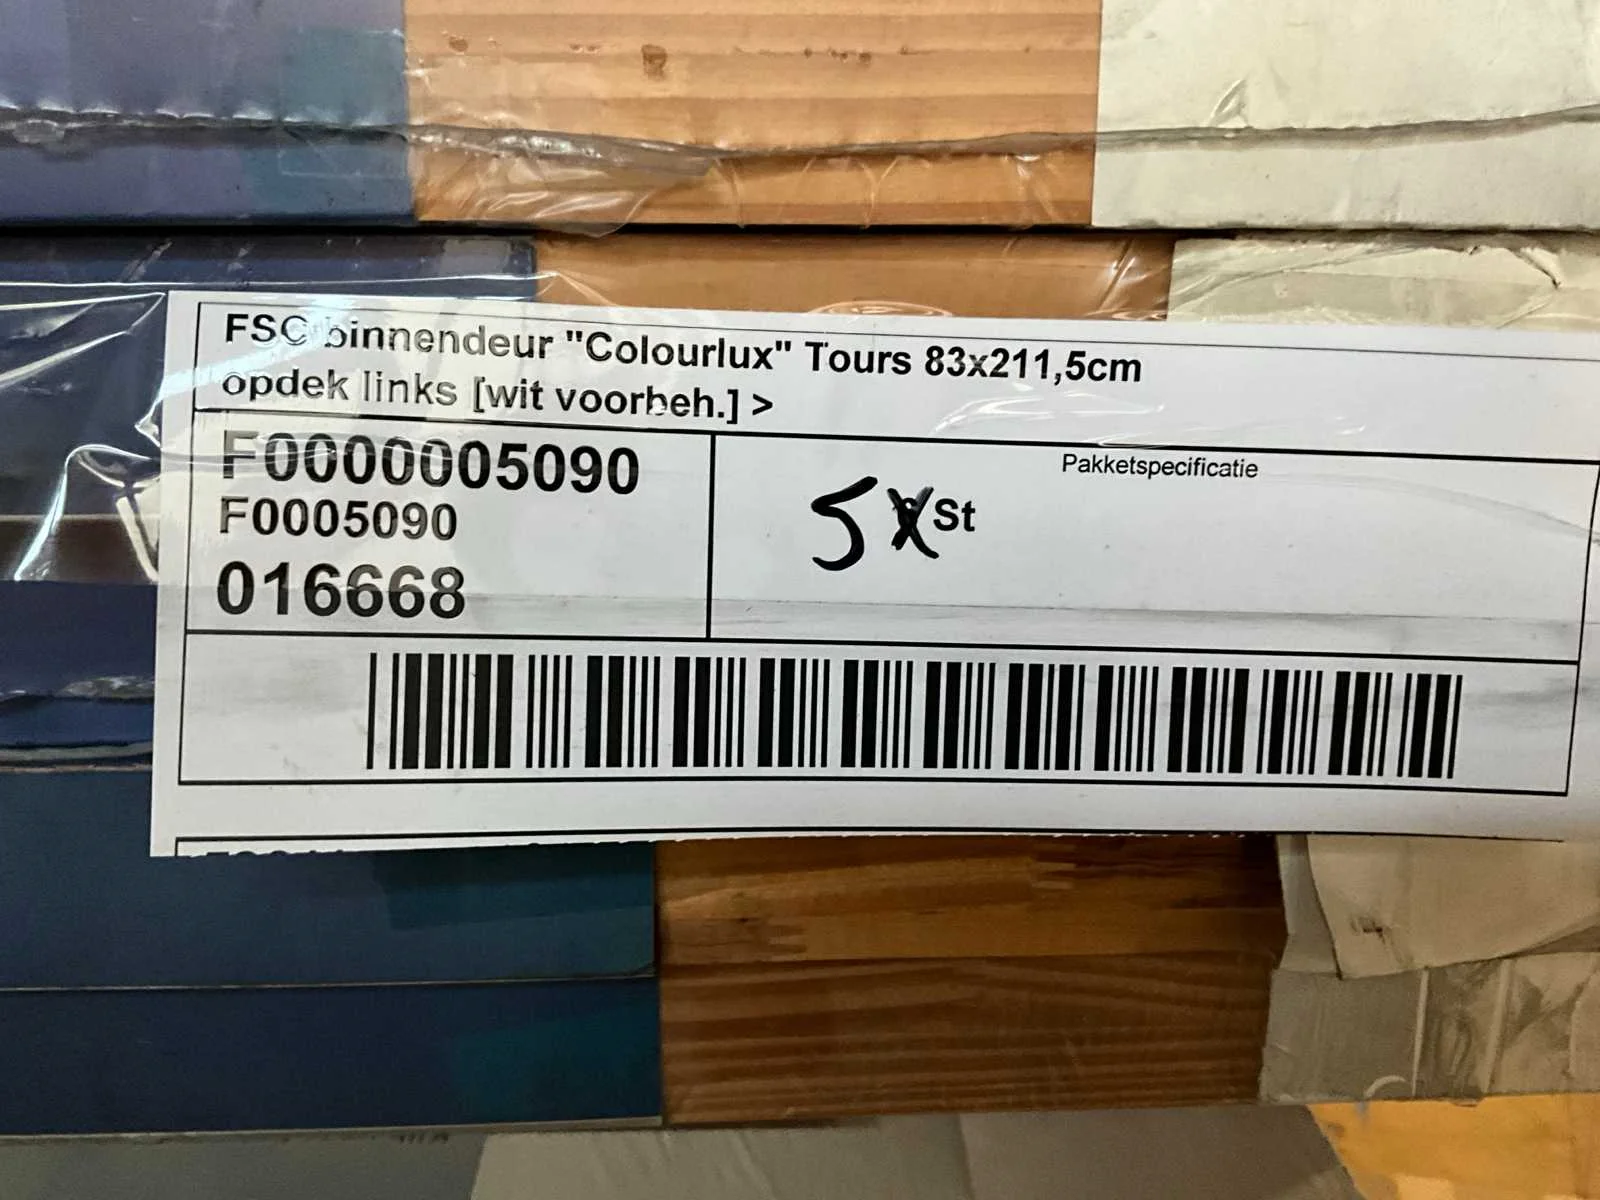 FSC binnendeur "Colourlux" Tours 83x211,5cm
opdek links [wit voorbeh.] >
F0000005090
F0005090
016668
Pakketspecificatie
5 St